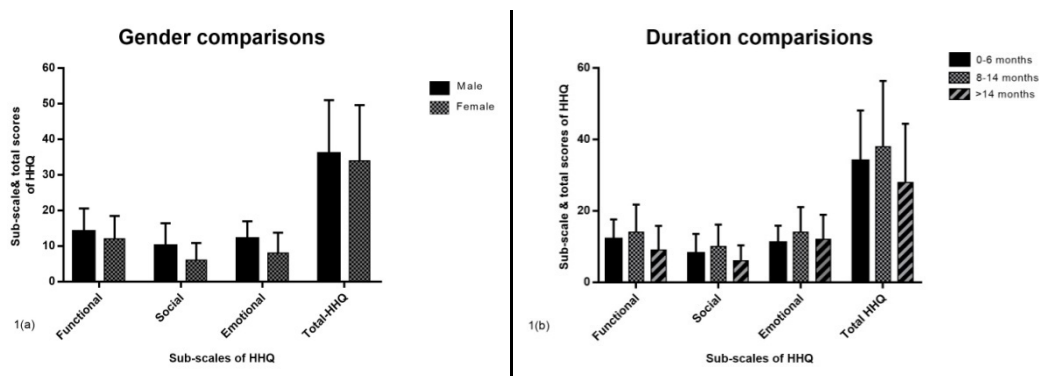 Gender comparisons
60
50
40
30
20
10
0
Sub-scale& total scores
of HHQ
Male
Female
Functional
Social
Emotional
Total-HHQ
1(a)
Sub-scales of HHQ
Duration comparisions
60
40
20
0
Sub-scale & total scores of HHQ
0-6 months
8-14 months
>14 months
Functional
Social
Emotional
Total HHQ
1(b)
Sub-scales of HHQ